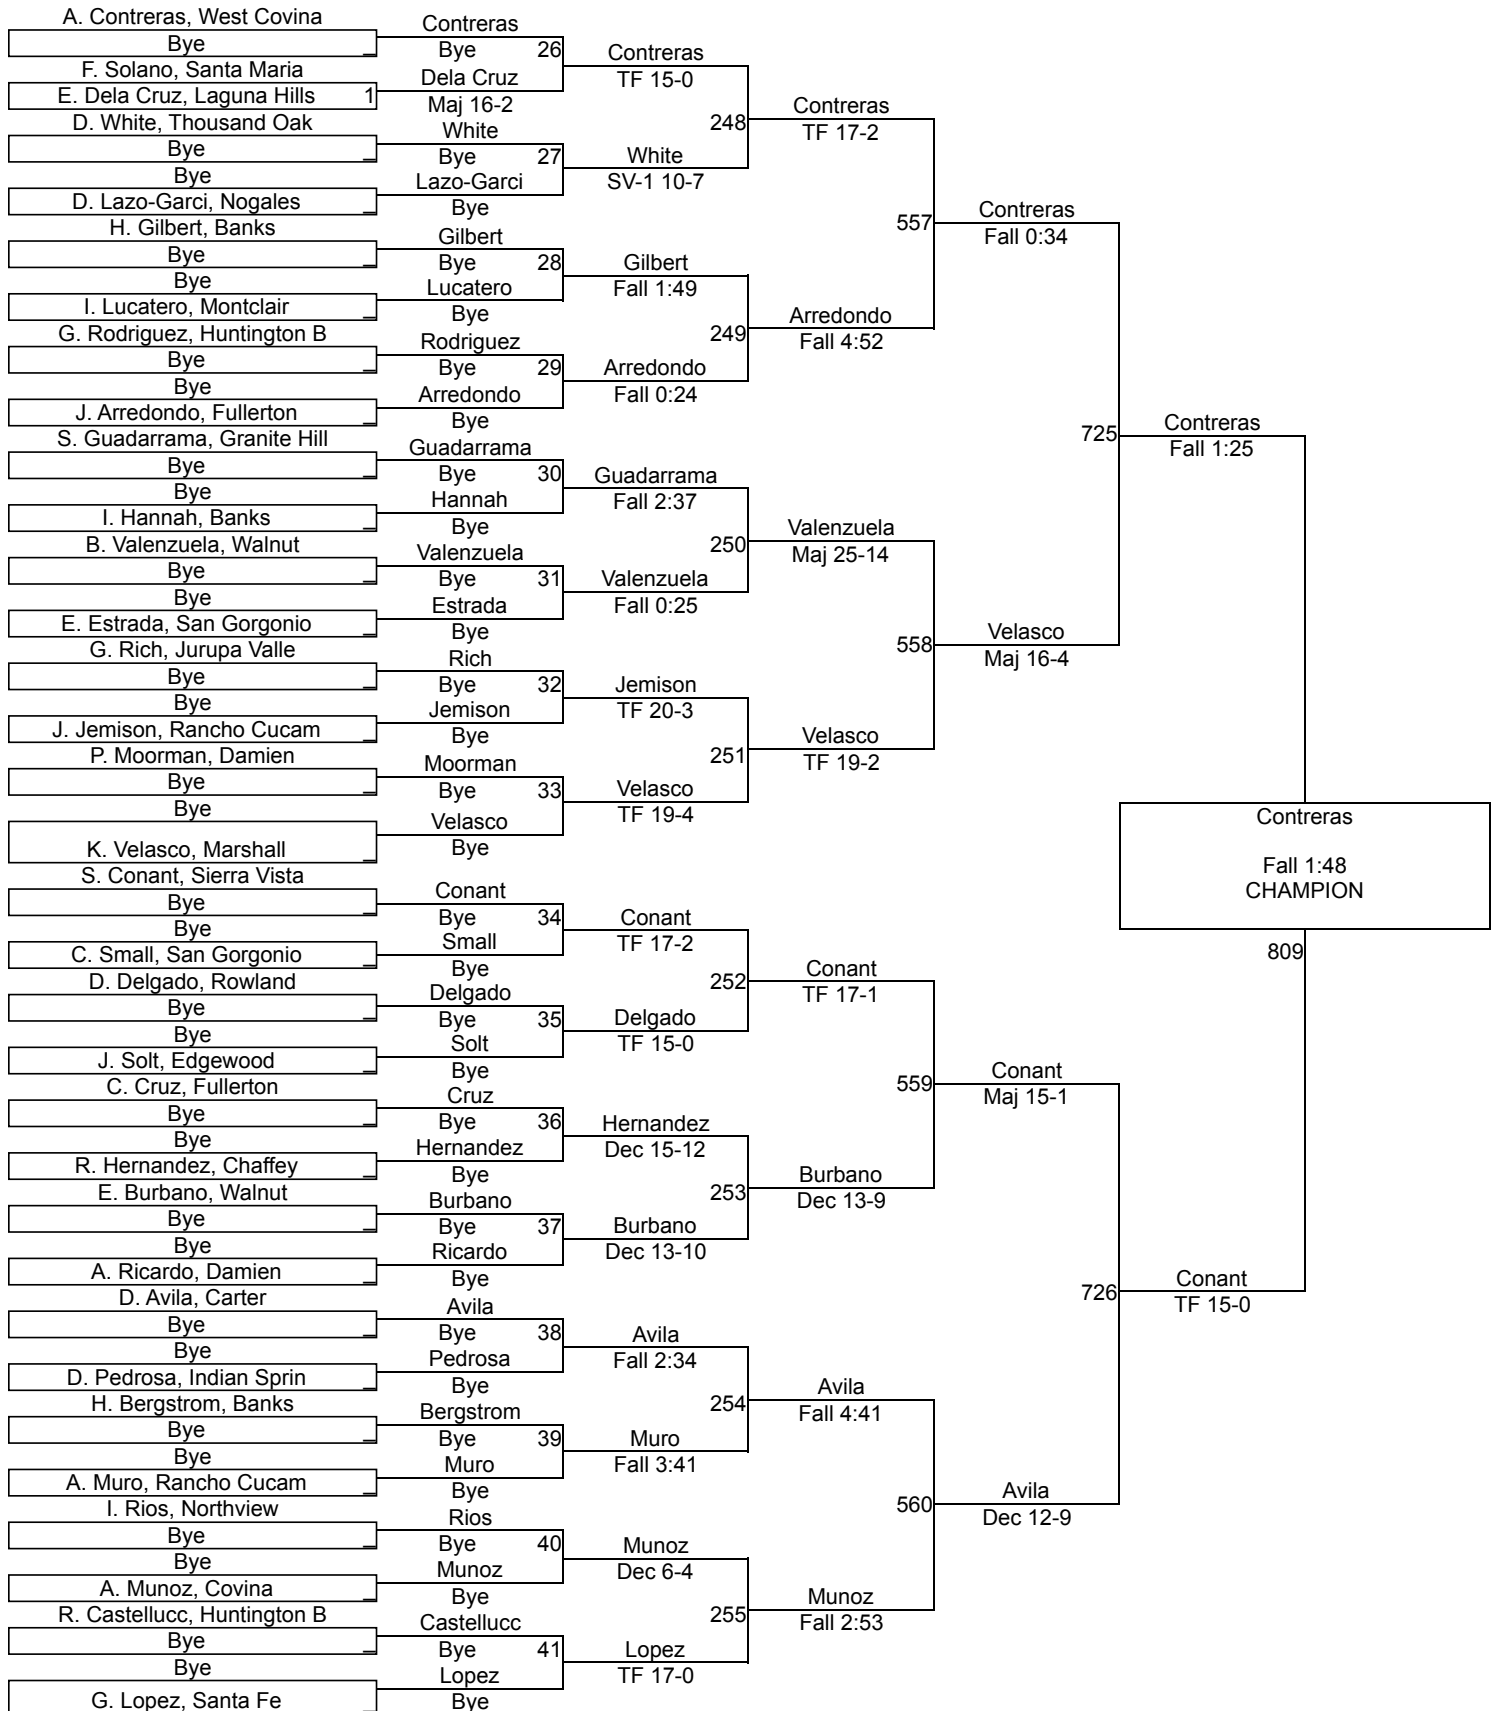 A. Contreras, West Covina
Bye
F. Solano, Santa Maria
E. Dela Cruz, Laguna Hills 1
D. White, Thousand Oak
Bye
Bye
D. Lazo-Garci, Nogales
H. Gilbert, Banks
Bye
Bye
I. Lucatero, Montclair
G. Rodriguez, Huntington B
Bye
Bye
J. Arredondo, Fullerton
S. Guadarrama, Granite Hill
Bye
Bye
I. Hannah, Banks
B. Valenzuela, Walnut
Bye
Bye
E. Estrada, San Gorgonio
G. Rich, Jurupa Valle
Bye
Bye
J. Jemison, Rancho Cucam
P. Moorman, Damien
Bye
Bye
K. Velasco, Marshall
S. Conant, Sierra Vista
Bye
Bye
C. Small, San Gorgonio
D. Delgado, Rowland
Bye
Bye
J. Solt, Edgewood
C. Cruz, Fullerton
Bye
Bye
R. Hernandez, Chaffey
E. Burbano, Walnut
Bye
Bye
A. Ricardo, Damien
D. Avila, Carter
Bye
Bye
D. Pedrosa, Indian Sprin
H. Bergstrom, Banks
Bye
Bye
A. Muro, Rancho Cucam
I. Rios, Northview
Bye
Bye
A. Munoz, Covina
R. Castellucc, Huntington B
Bye
Bye
G. Lopez, Santa Fe
Contreras
Bye 26
Dela Cruz
Maj 16-2
White
Bye 27
Lazo-Garci
Bye
Gilbert
Bye 28
Lucatero
Bye
Rodriguez
Bye 29
Arredondo
Bye
Guadarrama
Bye 30
Hannah
Bye
Valenzuela
Bye 31
Estrada
Bye
Rich
Bye 32
Jemison
Bye
Moorman
Bye 33
Velasco
Bye
Conant
Bye 34
Small
Bye
Delgado
Bye 35
Solt
Bye
Cruz
Bye 36
Hernandez
Bye
Burbano
Bye 37
Ricardo
Bye
Avila
Bye 38
Pedrosa
Bye
Bergstrom
Bye 39
Muro
Bye
Rios
Bye 40
Munoz
Bye
Castellucc
Bye 41
Lopez
Bye
Contreras
TF 15-0
248
White
SV-1 10-7
Gilbert
Fall 1:49
249
Arredondo
Fall 0:24
Guadarrama
Fall 2:37
250
Valenzuela
Fall 0:25
Jemison
TF 20-3
251
Velasco
TF 19-4
Conant
TF 17-2
252
Delgado
TF 15-0
Hernandez
Dec 15-12
253
Burbano
Dec 13-10
Avila
Fall 2:34
254
Muro
Fall 3:41
Munoz
Dec 6-4
255
Lopez
TF 17-0
Contreras
TF 17-2
557
Arredondo
Fall 4:52
Valenzuela
Maj 25-14
558
Velasco
TF 19-2
Conant
TF 17-1
559
Burbano
Dec 13-9
Avila
Fall 4:41
560
Munoz
Fall 2:53
Contreras
Fall 0:34
725
Velasco
Maj 16-4
Conant
Maj 15-1
726
Avila
Dec 12-9
Contreras
Fall 1:25
Contreras
Fall 1:48
CHAMPION
809
Conant
TF 15-0